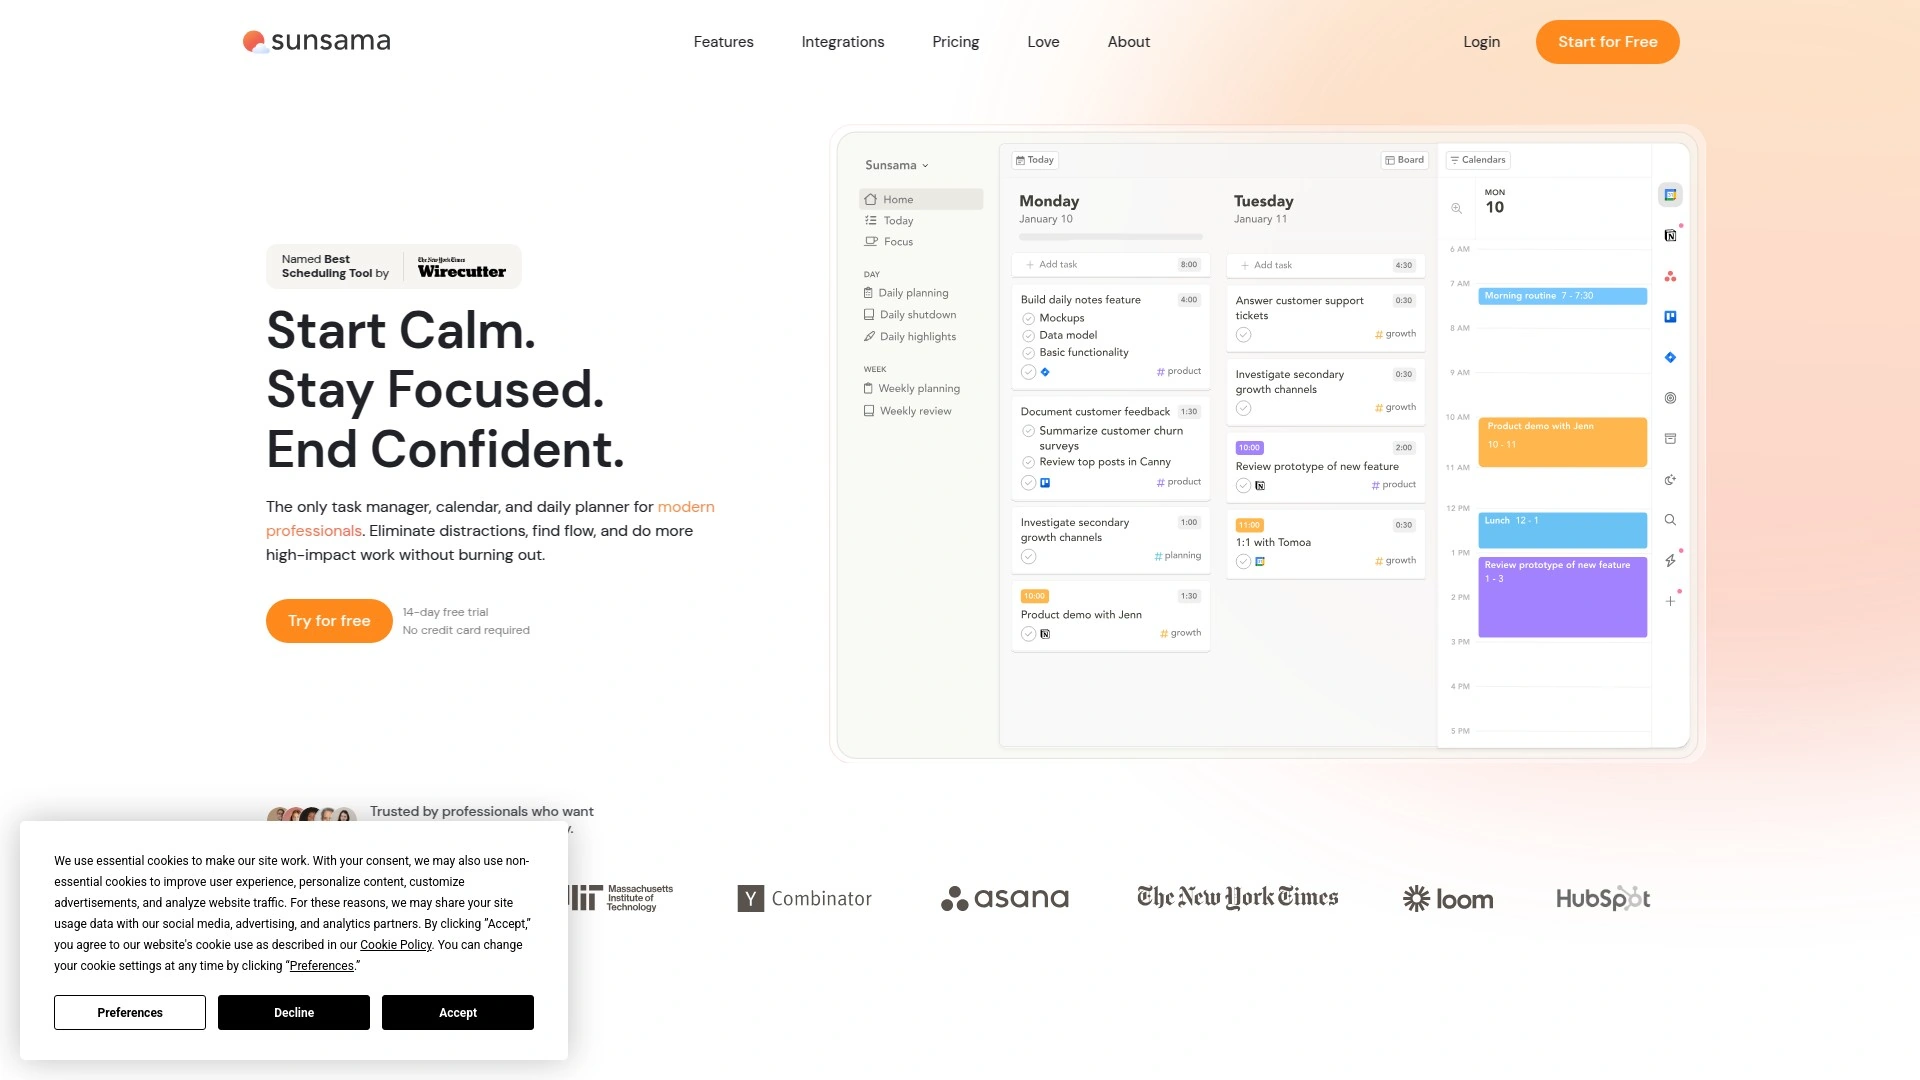 sunsama
Features
Integrations
Pricing
Love
About
Login
Start for Free
Named Best
Scheduling Tool by
The New York Times
Wirecutter
Start Calm.
Stay Focused.
End Confident.
The only task manager, calendar, and daily planner for modern
professionals. Eliminate distractions, find flow, and do more
high-impact work without burning out.
Try for free
14-day free trial
No credit card required
Sunsama
Home
Today
Focus
DAY
Daily planning
Daily shutdown
Daily highlights
WEEK
Weekly planning
Weekly review
Today
Board
Monday
January 10
+ Add task 8:00
Build daily notes feature 4:00
Mockups
Data model
Basic functionality
# product
Document customer feedback 1:30
Summarize customer churn
surveys
Review top posts in Canny
# product
Investigate secondary 1:00
growth channels
# planning
10:00 1:30
Product demo with Jenn
# growth
Tuesday
January 11
+ Add task 4:30
Answer customer support 0:30
tickets
# growth
Investigate secondary 0:30
growth channels
# growth
10:00 2:00
Review prototype of new feature
# product
11:00 0:30
1:1 with Tomoa
# growth
Calendars
MON
10
6 AM
7 AM
Morning routine 7 - 7:30
8 AM
9 AM
10 AM
Product demo with Jenn
10 - 11
11 AM
12 PM
Lunch 12 - 1
1 PM
Review prototype of new feature
1 - 3
2 PM
3 PM
4 PM
5 PM
Trusted by professionals who want
Massachusetts
Institute of
Technology
Y Combinator
asana
The New York Times
loom
HubSpot
We use essential cookies to make our site work. With your consent, we may also use non-
essential cookies to improve user experience, personalize content, customize
advertisements, and analyze website traffic. For these reasons, we may share your site
usage data with our social media, advertising, and analytics partners. By clicking ”Accept,”
you agree to our website's cookie use as described in our Cookie Policy. You can change
your cookie settings at any time by clicking “Preferences.”
Preferences
Decline
Accept